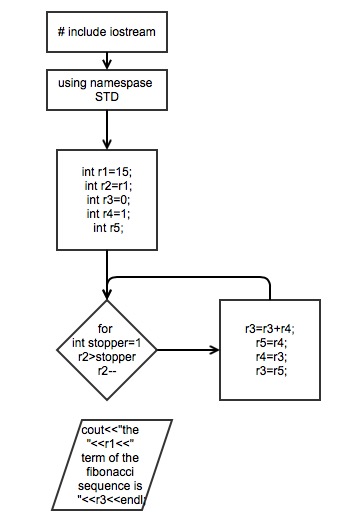 # include iostream
using namespase
STD
int r1=15;
int r2=r1;
int r3=0;
int r4=1;
int r5;
for
int stopper=1
r2>stopper
r2--
r3=r3+r4;
r5=r4;
r4=r3;
r3=r5;
cout<<"the
"<<r1<<"
term of the
fibonacci
sequence is
"<<r3<<endl;